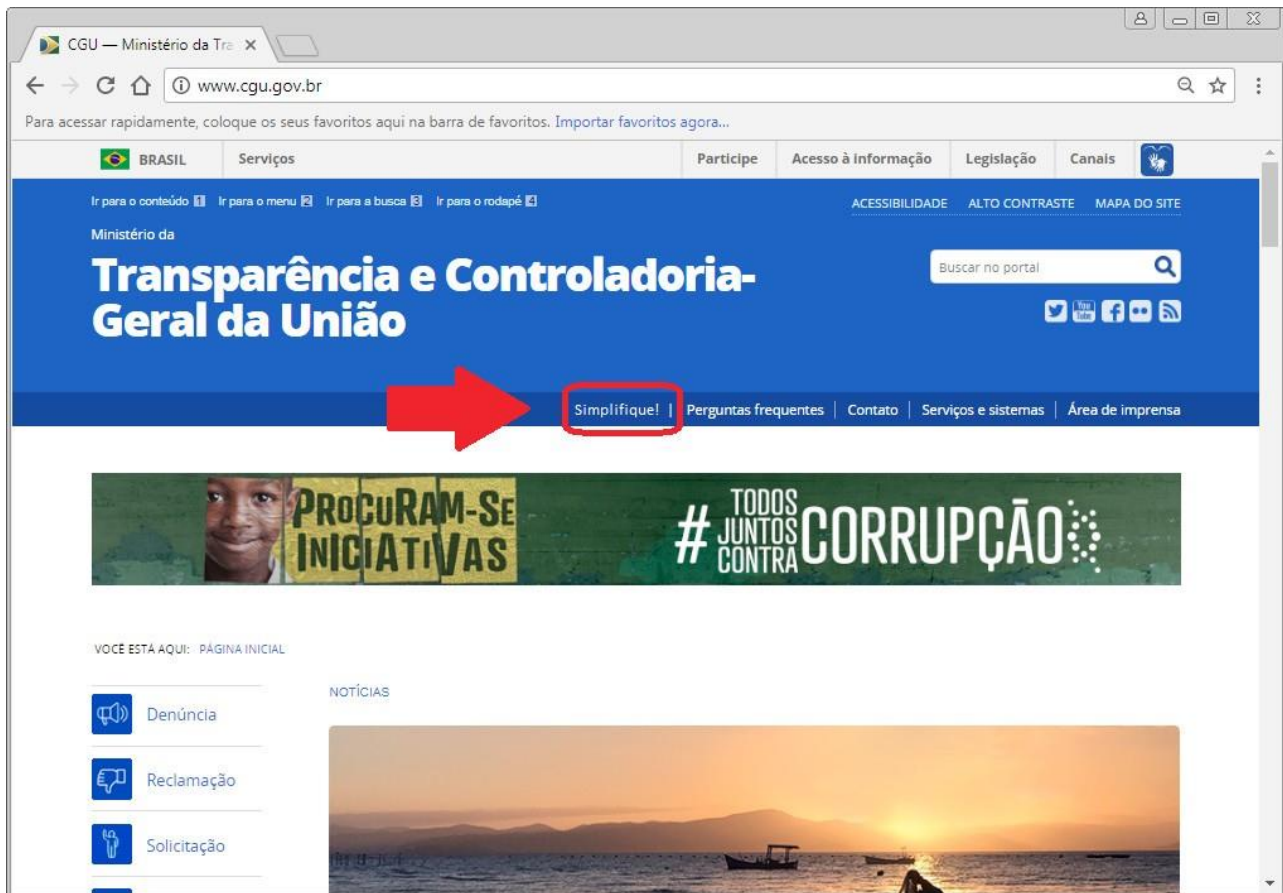 CGU — Ministério da Tra
www.cgu.gov.br
Para acessar rapidamente, coloque os seus favoritos aqui na barra de favoritos. Importar favoritos agora...
BRASIL Serviços Participe Acesso à informação Legislação Canais
Ir para o conteúdo 1 Ir para o menu 2 Ir para a busca 3 Ir para o rodapé 4 ACESSIBILIDADE ALTO CONTRASTE MAPA DO SITE
Ministério da
Transparência e Controladoria-
Geral da União
Buscar no portal
You Tube
Simplifique! | Perguntas frequentes | Contato | Serviços e sistemas | Área de imprensa
PROCURAM-SE
INICIATIVAS
# TODOS
JUNTOS
CONTRA
CORRUPÇÃO
VOCÊ ESTÁ AQUI: PÁGINA INICIAL
NOTÍCIAS
Denúncia
Reclamação
Solicitação